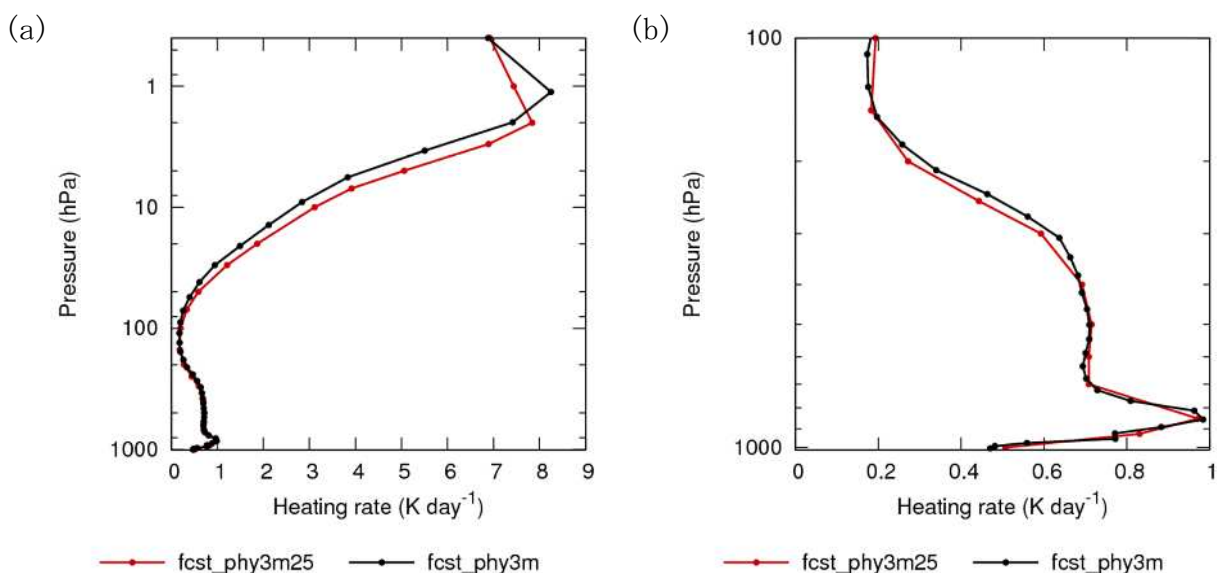 (a)
Pressure (hPa)
1
10
100
1000
0 1 2 3 4 5 6 7 8 9
Heating rate (K day-1)
fcst_phy3m25 fcst_phy3m
(b)
Pressure (hPa)
100
1000
0 0.2 0.4 0.6 0.8 1
Heating rate (K day-1)
fcst_phy3m25 fcst_phy3m